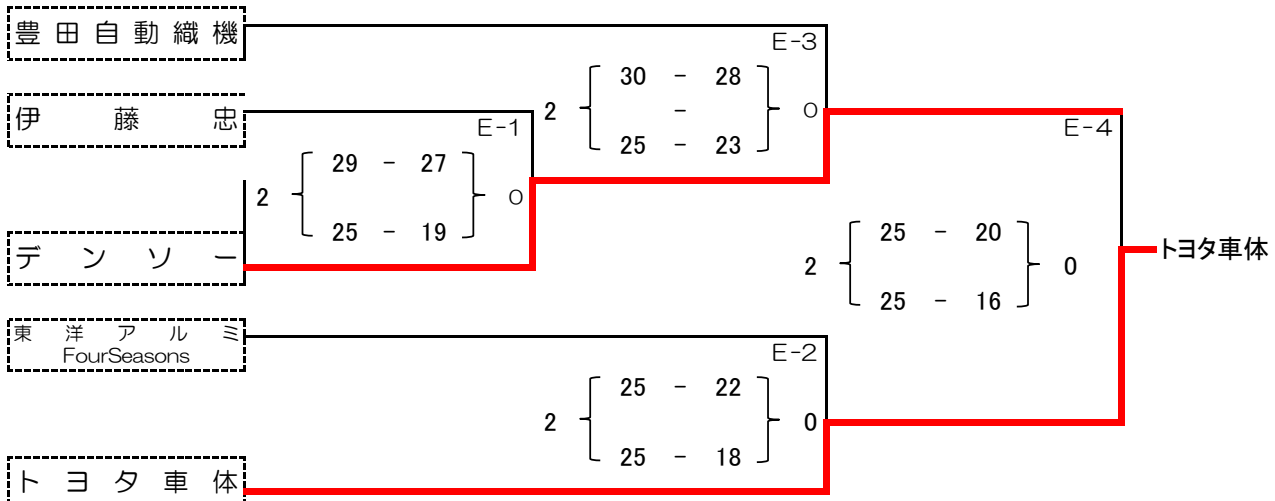 豊田自動織機
E-3
30 - 28
2 - 0
25 - 23
伊藤忠
E-1
29 - 27
2 0
25 - 19
デンソー
E-4
25 - 20
2 0
25 - 16
トヨタ車体
東洋アルミ
FourSeasons
E-2
25 - 22
2 0
25 - 18
トヨタ車体